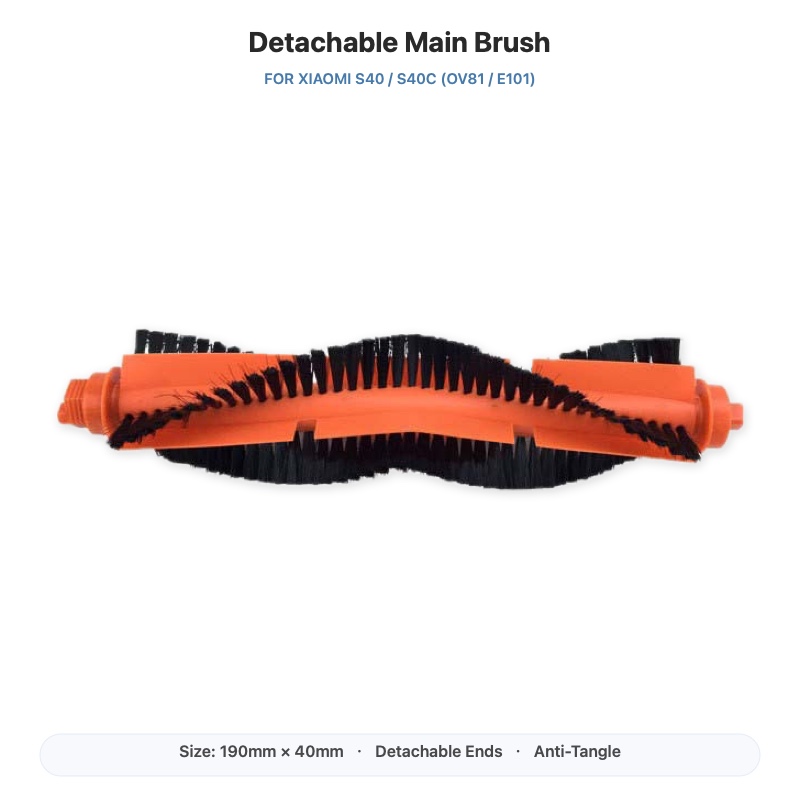 Detachable Main Brush
FOR XIAOMI S40 / S40C (OV81 / E101)
Size: 190mm × 40mm · Detachable Ends · Anti-Tangle